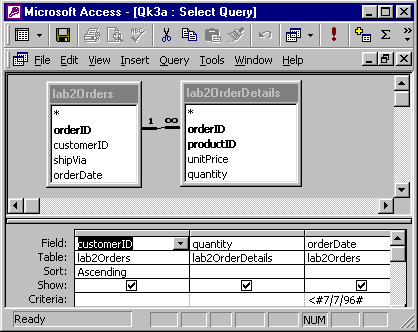 Microsoft Access - [Qk3a : Select Query]
File Edit View Insert Query Tools Window Help
lab2Orders
*
orderID
customerID
shipVia
orderDate
1 ∞
lab2OrderDetails
*
orderID
productID
unitPrice
quantity
Field: customerID quantity orderDate
Table: lab2Orders lab2OrderDetails lab2Orders
Sort: Ascending
Show:
Criteria: <#7/7/96#
Ready NUM